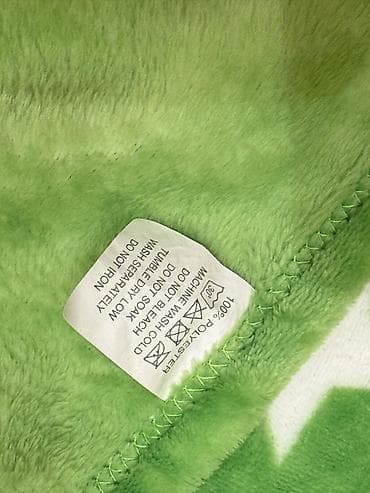 100% POLYESTER
30°
MACHINE WASH COLD
DO NOT BLEACH
DO NOT SOAK
TUMBLE DRY LOW
WASH SEPARATELY
DO NOT IRON